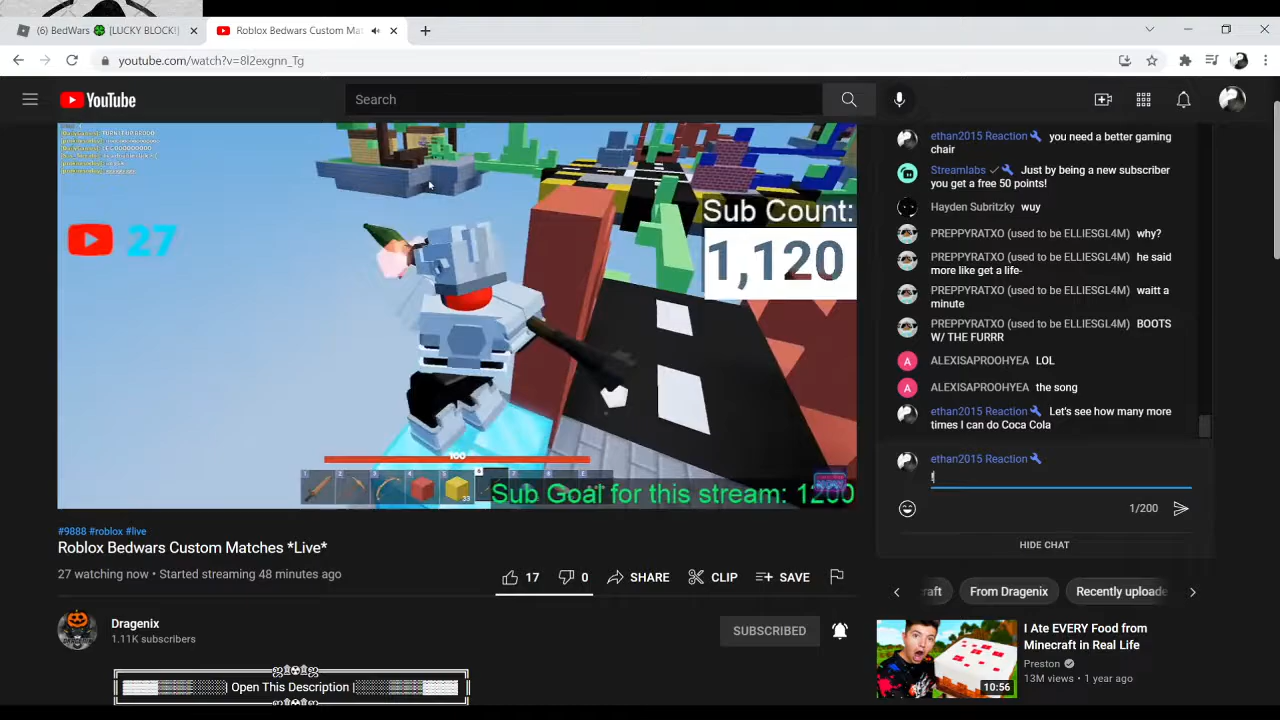 (6) BedWars 🍀 [LUCKY BLOCK!]
Roblox Bedwars Custom Mat
youtube.com/watch?v=8l2exgnn_Tg
YouTube
Search
27
Sub Count:
1,120
100
33
Sub Goal for this stream: 1200
#9888 #roblox #live
Roblox Bedwars Custom Matches *Live*
27 watching now • Started streaming 48 minutes ago
17
0
SHARE
CLIP
SAVE
Dragenix
1.11K subscribers
SUBSCRIBED
| Open This Description |
ethan2015 Reaction you need a better gaming
chair
Streamlabs Just by being a new subscriber
you get a free 50 points!
Hayden Subritzky wuy
PREPPYRATXO (used to be ELLIESGL4M) why?
PREPPYRATXO (used to be ELLIESGL4M) he said
more like get a life-
PREPPYRATXO (used to be ELLIESGL4M) waitt a
minute
PREPPYRATXO (used to be ELLIESGL4M) BOOTS
W/ THE FURRR
ALEXISAPROOHYEA LOL
ALEXISAPROOHYEA the song
ethan2015 Reaction Let's see how many more
times I can do Coca Cola
ethan2015 Reaction
1/200
HIDE CHAT
raft
From Dragenix
Recently uploade
I Ate EVERY Food from
Minecraft in Real Life
Preston
13M views • 1 year ago
10:56